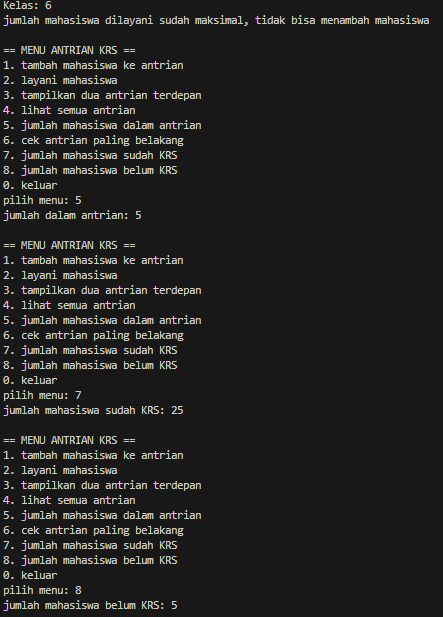 Kelas: 6
jumlah mahasiswa dilayani sudah maksimal, tidak bisa menambah mahasiswa
== MENU ANTRIAN KRS ==
1. tambah mahasiswa ke antrian
2. layani mahasiswa
3. tampilkan dua antrian terdepan
4. lihat semua antrian
5. jumlah mahasiswa dalam antrian
6. cek antrian paling belakang
7. jumlah mahasiswa sudah KRS
8. jumlah mahasiswa belum KRS
0. keluar
pilih menu: 5
jumlah dalam antrian: 5
== MENU ANTRIAN KRS ==
1. tambah mahasiswa ke antrian
2. layani mahasiswa
3. tampilkan dua antrian terdepan
4. lihat semua antrian
5. jumlah mahasiswa dalam antrian
6. cek antrian paling belakang
7. jumlah mahasiswa sudah KRS
8. jumlah mahasiswa belum KRS
0. keluar
pilih menu: 7
jumlah mahasiswa sudah KRS: 25
== MENU ANTRIAN KRS ==
1. tambah mahasiswa ke antrian
2. layani mahasiswa
3. tampilkan dua antrian terdepan
4. lihat semua antrian
5. jumlah mahasiswa dalam antrian
6. cek antrian paling belakang
7. jumlah mahasiswa sudah KRS
8. jumlah mahasiswa belum KRS
0. keluar
pilih menu: 8
jumlah mahasiswa belum KRS: 5